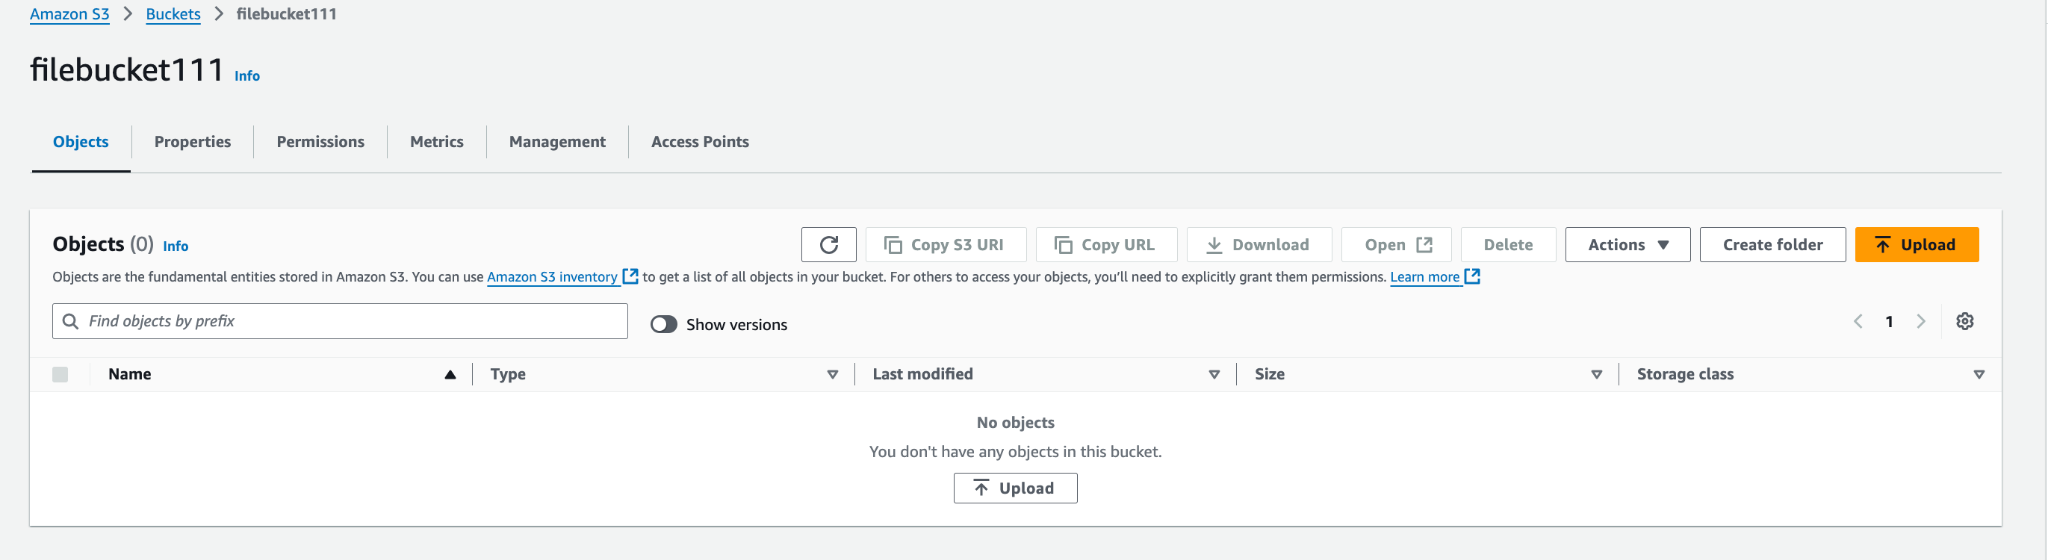 Amazon S3 > Buckets > filebucket111
filebucket111 Info
Objects Properties Permissions Metrics Management Access Points
Objects (0) Info Copy S3 URI Copy URL Download Open Delete Actions Create folder Upload
Objects are the fundamental entities stored in Amazon S3. You can use Amazon S3 inventory to get a list of all objects in your bucket. For others to access your objects, you'll need to explicitly grant them permissions. Learn more
Find objects by prefix Show versions 1
Name Type Last modified Size Storage class
No objects
You don't have any objects in this bucket.
Upload